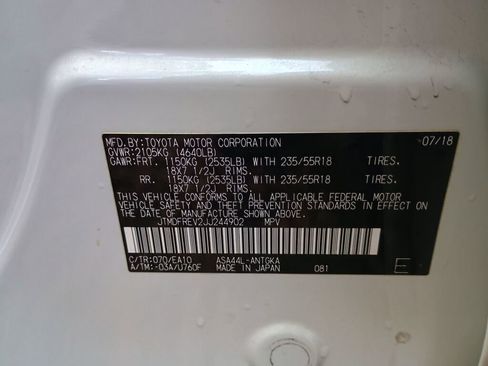 MFD.BY:TOYOTA MOTOR CORPORATION 07/18
GVWR:2105KG (4640LB)
GAWR:FRT. 1150KG (2535LB) WITH 235/55R18 TIRES.
18X7 1/2J RIMS.
RR. 1150KG (2535LB) WITH 235/55R18 TIRES.
18X7 1/2J RIMS.
THIS VEHICLE CONFORMS TO ALL APPLICABLE FEDERAL MOTOR
VEHICLE SAFETY, BUMPER, AND THEFT PREVENTION STANDARDS IN EFFECT
ON THE DATE OF MANUFACTURE SHOWN ABOVE.
JTMDFREV2JJ244902 MPV
C/TR:070/EA10 ASA44L-ANTGKA
A/TM:-03A/U760F MADE IN JAPAN 081 E